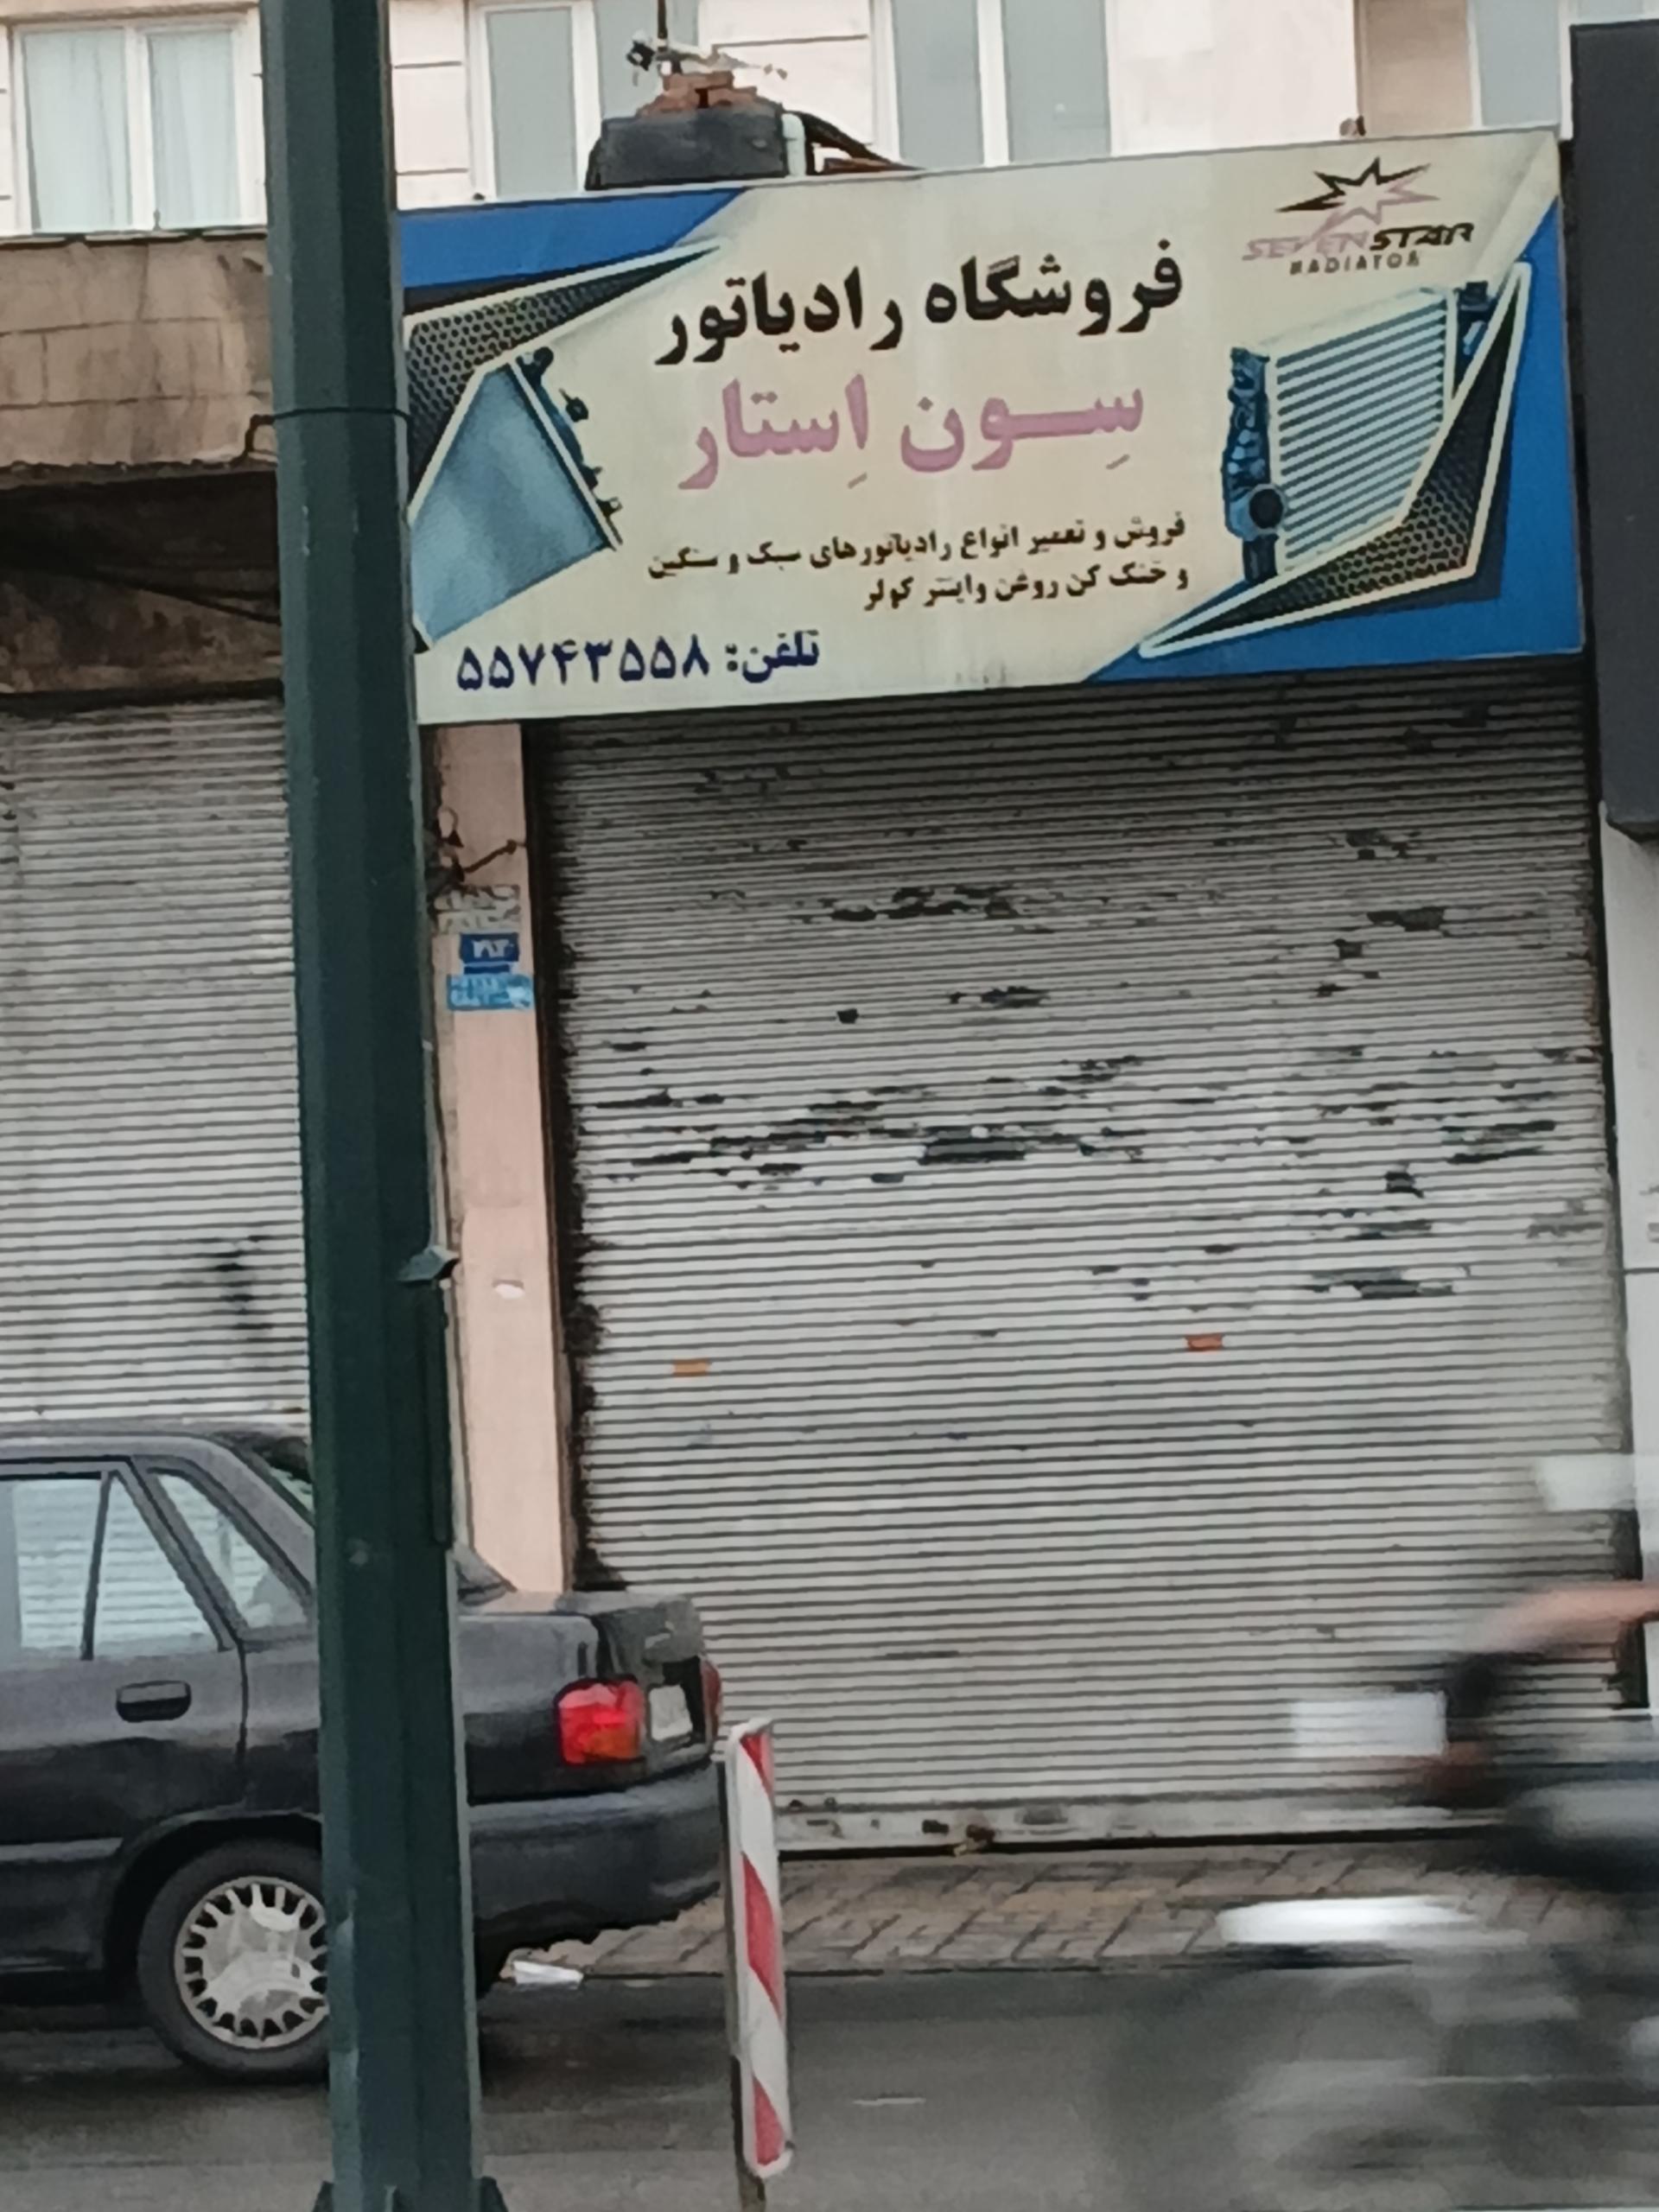 SEVEN STAR
RADIATOR
فروشگاه رادیاتور
سِون اِستار
فروش و تعمیر انواع رادیاتورهای سبک و سنگین
و خنک کن روغن واینتر کولر
تلفن: ۵۵۷۴۳۵۵۸